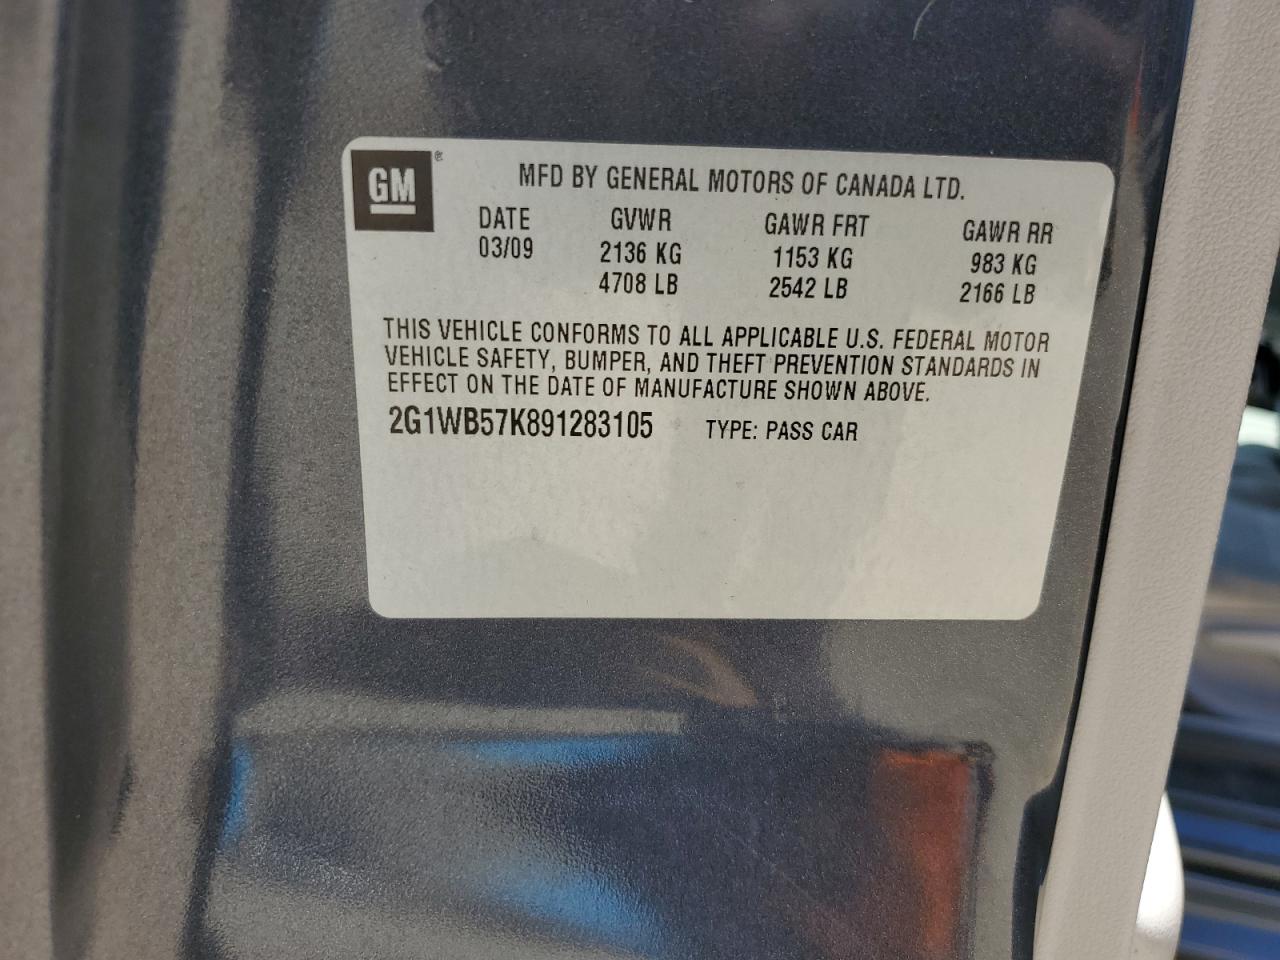 GM ®
MFD BY GENERAL MOTORS OF CANADA LTD.
DATE GVWR GAWR FRT GAWR RR
03/09 2136 KG 1153 KG 983 KG
4708 LB 2542 LB 2166 LB
THIS VEHICLE CONFORMS TO ALL APPLICABLE U.S. FEDERAL MOTOR
VEHICLE SAFETY, BUMPER, AND THEFT PREVENTION STANDARDS IN
EFFECT ON THE DATE OF MANUFACTURE SHOWN ABOVE.
2G1WB57K891283105 TYPE: PASS CAR